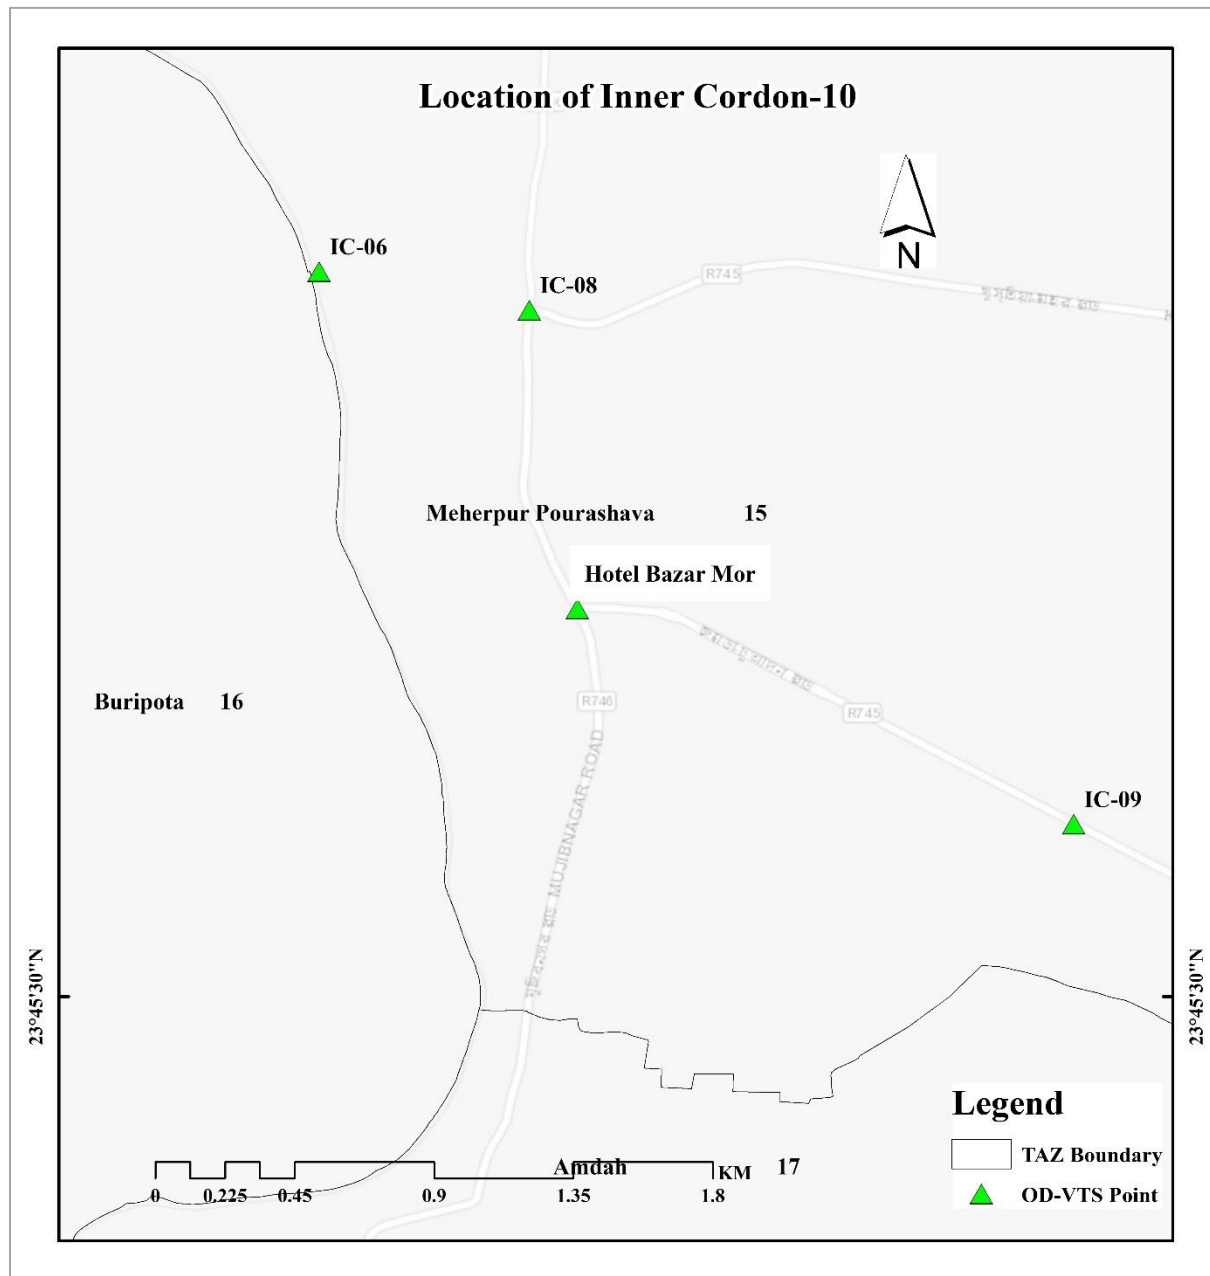 Location of Inner Cordon-10
IC-06
IC-08
R745
N
Meherpur Pourashava 15
Hotel Bazar Mor
Buripota 16
R746
R745
MUJIBNAGAR ROAD
IC-09
23°45'30"N
23°45'30"N
Legend
TAZ Boundary
OD-VTS Point
Amdah 17
KM
0 0.225 0.45 0.9 1.35 1.8